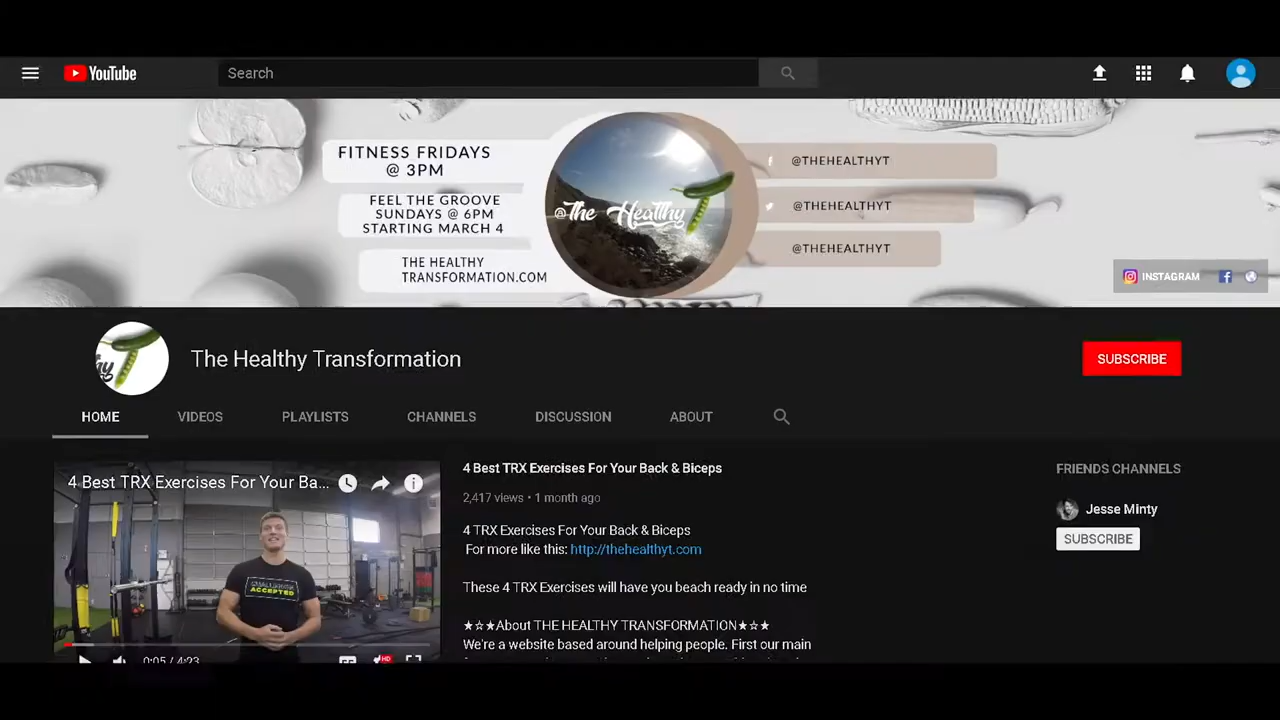 YouTube
Search
FITNESS FRIDAYS
@ 3PM
FEEL THE GROOVE
SUNDAYS @ 6PM
STARTING MARCH 4
THE HEALTHY
TRANSFORMATION.COM
@The Healthy T
@THEHEALTHYT
@THEHEALTHYT
@THEHEALTHYT
INSTAGRAM
The Healthy Transformation
SUBSCRIBE
HOME VIDEOS PLAYLISTS CHANNELS DISCUSSION ABOUT
4 Best TRX Exercises For Your Ba...
ACCEPTED
0:05 / 4:23
HD
4 Best TRX Exercises For Your Back & Biceps
2,417 views • 1 month ago
4 TRX Exercises For Your Back & Biceps
For more like this: http://thehealthyt.com
These 4 TRX Exercises will have you beach ready in no time
★☆★About THE HEALTHY TRANSFORMATION★☆★
We're a website based around helping people. First our main
FRIENDS CHANNELS
Jesse Minty
SUBSCRIBE